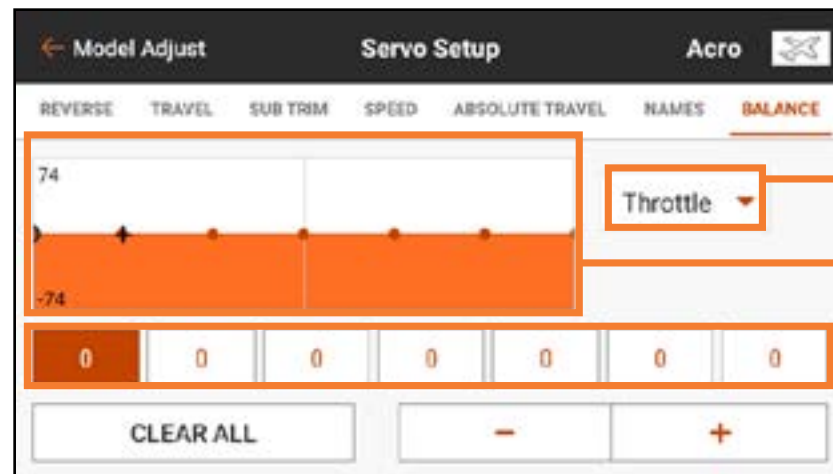 Model Adjust Servo Setup Acro
REVERSE TRAVEL SUB TRIM SPEED ABSOLUTE TRAVEL NAMES BALANCE
74
Throttle
-74
0 0 0 0 0 0 0
CLEAR ALL − +